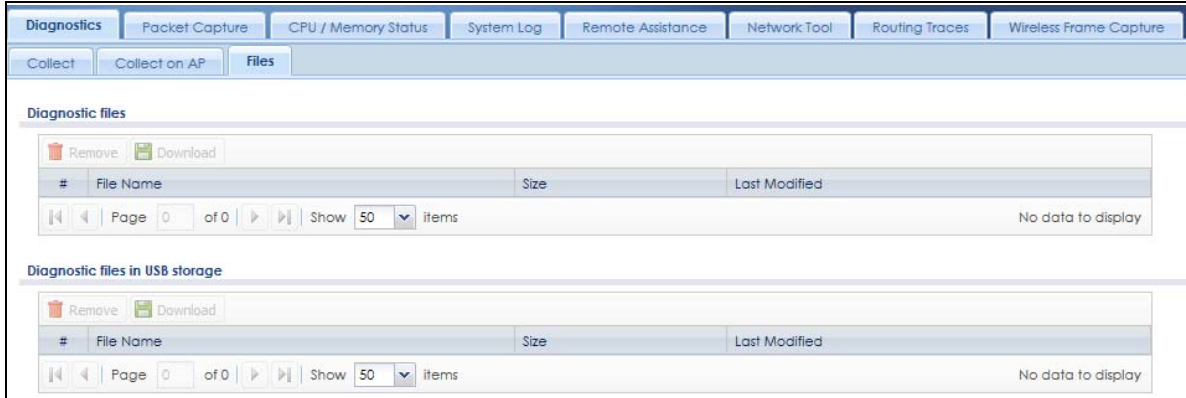 Diagnostics Packet Capture CPU / Memory Status System Log Remote Assistance Network Tool Routing Traces Wireless Frame Capture
Collect Collect on AP Files
Diagnostic files
Remove Download
# File Name Size Last Modified
Page 0 of 0 Show 50 items No data to display
Diagnostic files in USB storage
Remove Download
# File Name Size Last Modified
Page 0 of 0 Show 50 items No data to display